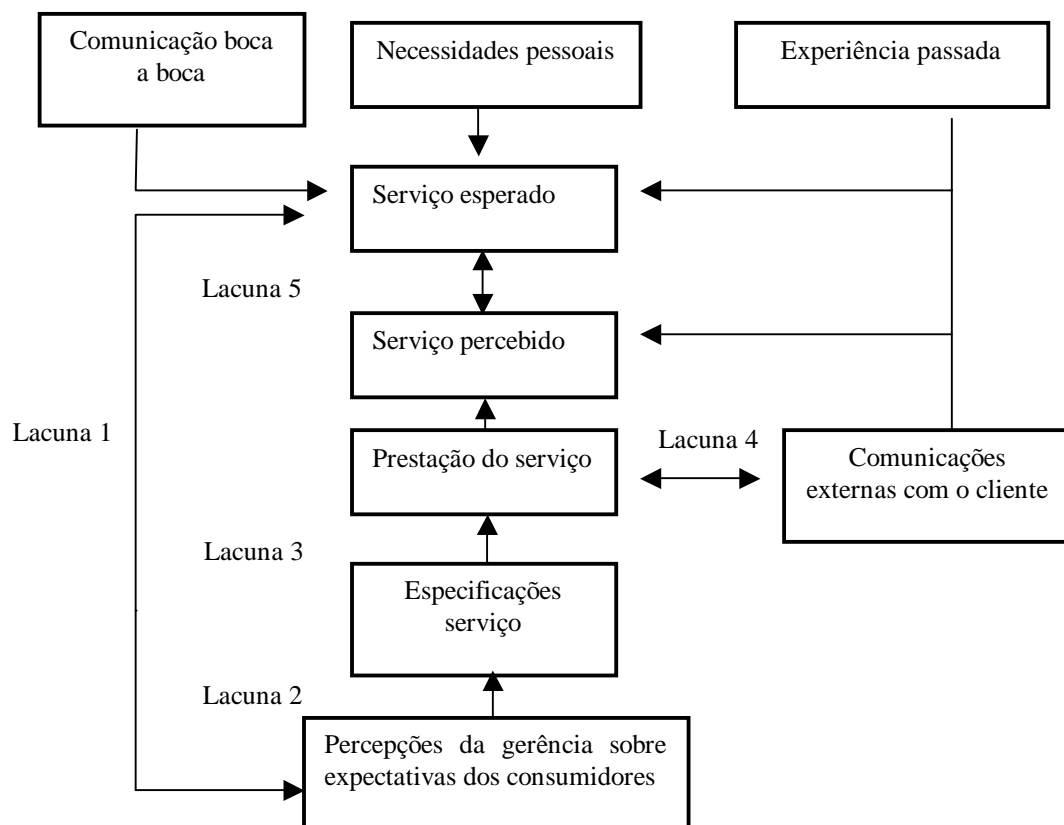 Comunicação boca
a boca
Necessidades pessoais
Experiência passada
Serviço esperado
Lacuna 5
Serviço percebido
Lacuna 1
Prestação do serviço
Lacuna 4
Comunicações
externas com o cliente
Lacuna 3
Especificações
serviço
Lacuna 2
Percepções da gerência sobre
expectativas dos consumidores